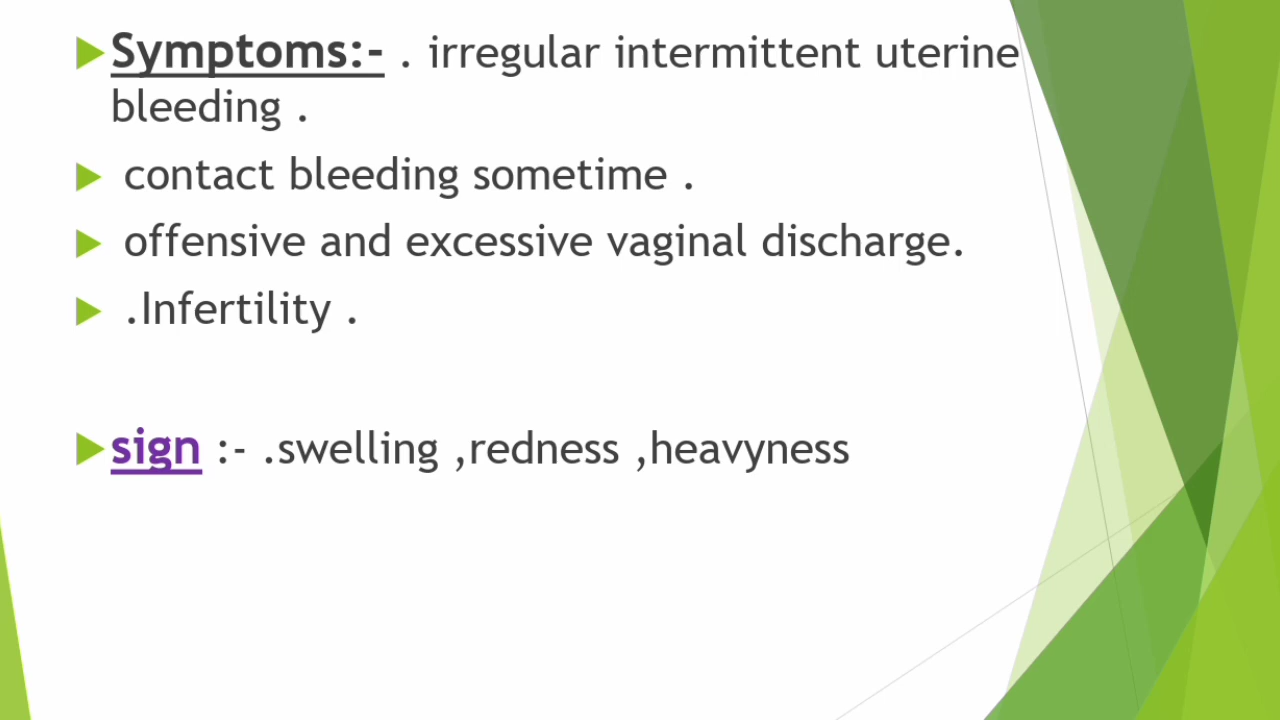 Symptoms:- . irregular intermittent uterine
bleeding .
contact bleeding sometime .
offensive and excessive vaginal discharge.
.Infertility .
sign :- .swelling ,redness ,heavyness